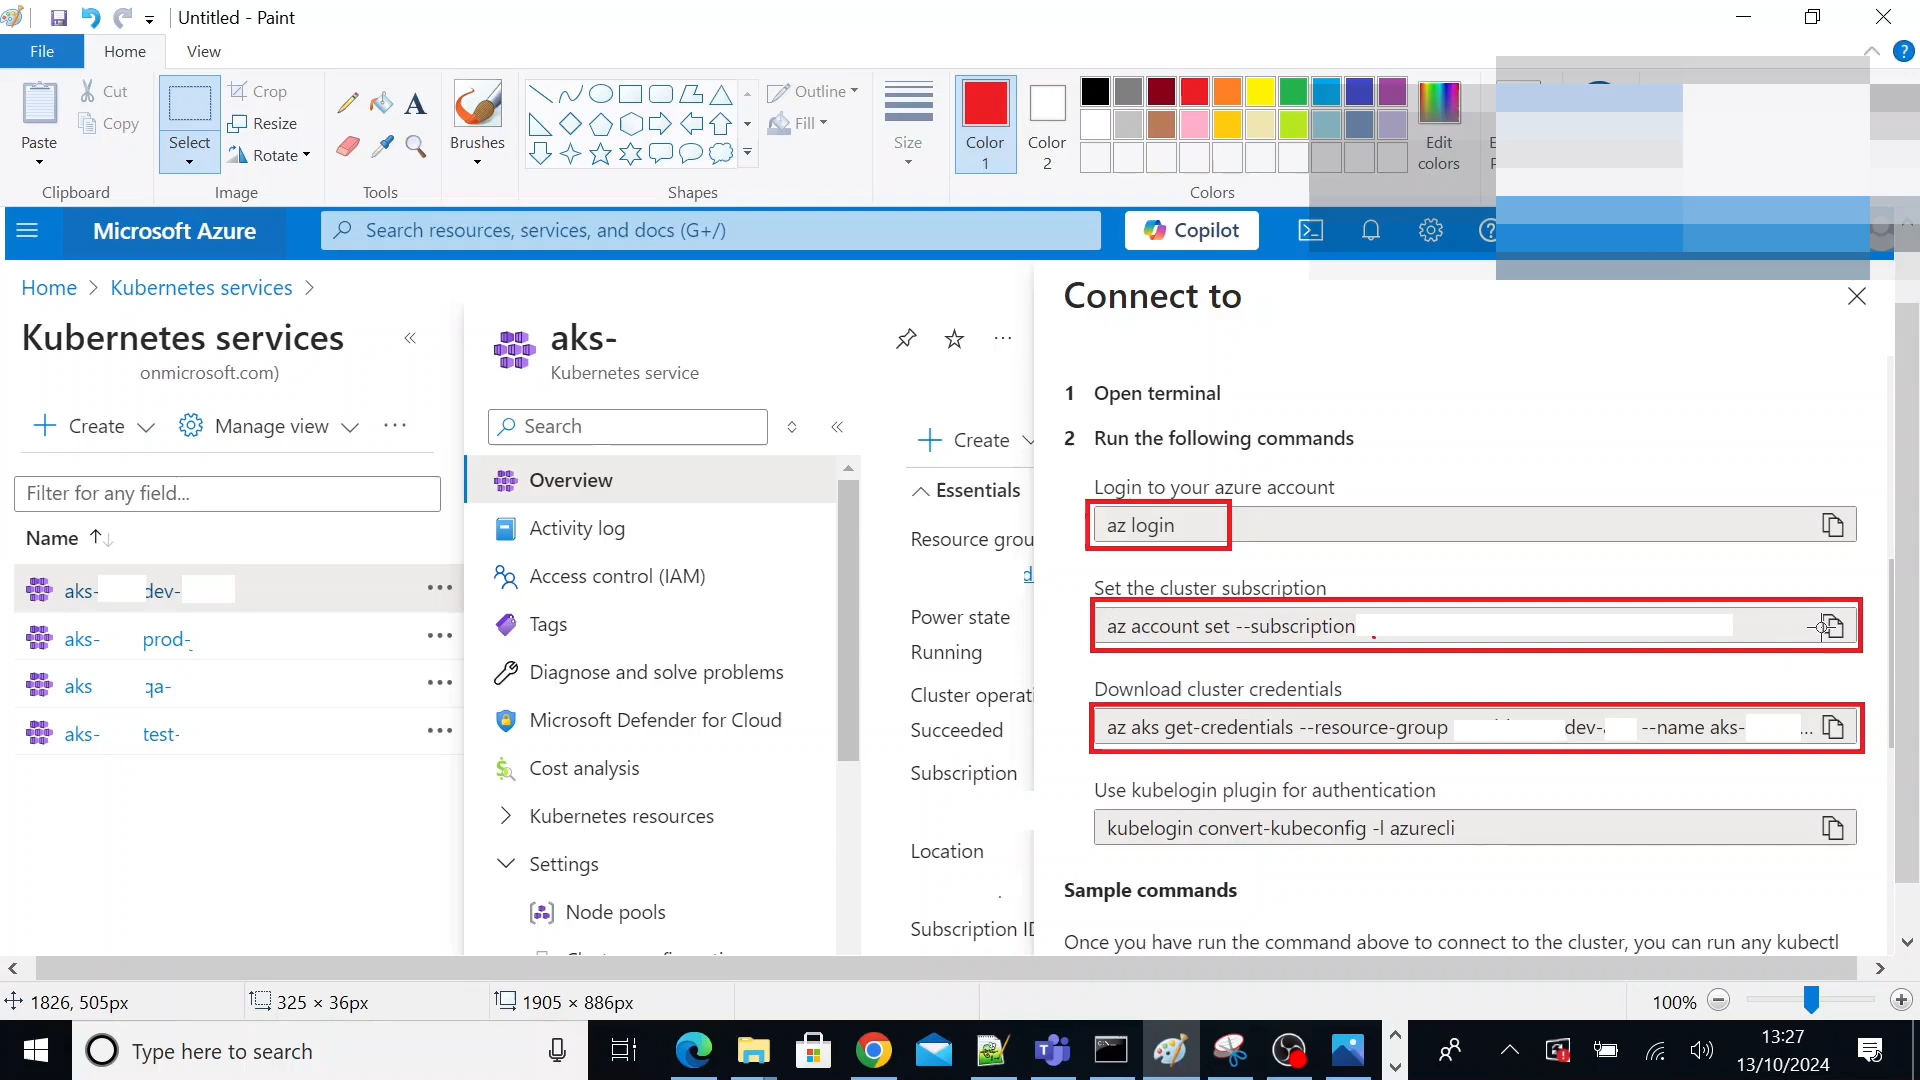 Untitled - Paint
File
Home
View
Paste
Cut
Copy
Clipboard
Select
Crop
Resize
Rotate
Image
Tools
Brushes
Shapes
Outline
Fill
Size
Color
1
Color
2
Edit
colors
Colors
Microsoft Azure
Search resources, services, and docs (G+/)
Copilot
Home > Kubernetes services >
Kubernetes services
onmicrosoft.com)
Create
Manage view
Filter for any field...
Name
aks- dev-
aks- prod-
aks qa-
aks- test-
aks-
Kubernetes service
Search
Overview
Activity log
Access control (IAM)
Tags
Diagnose and solve problems
Microsoft Defender for Cloud
Cost analysis
Kubernetes resources
Settings
Node pools
Create
Essentials
Resource grou
Power state
Running
Cluster operati
Succeeded
Subscription
Location
Subscription ID
Connect to
1 Open terminal
2 Run the following commands
Login to your azure account
az login
Set the cluster subscription
az account set --subscription
Download cluster credentials
az aks get-credentials --resource-group dev- --name aks- ...
Use kubelogin plugin for authentication
kubelogin convert-kubeconfig -l azurecli
Sample commands
Once you have run the command above to connect to the cluster, you can run any kubectl
1826, 505px
325 × 36px
1905 × 886px
100%
Type here to search
13:27
13/10/2024